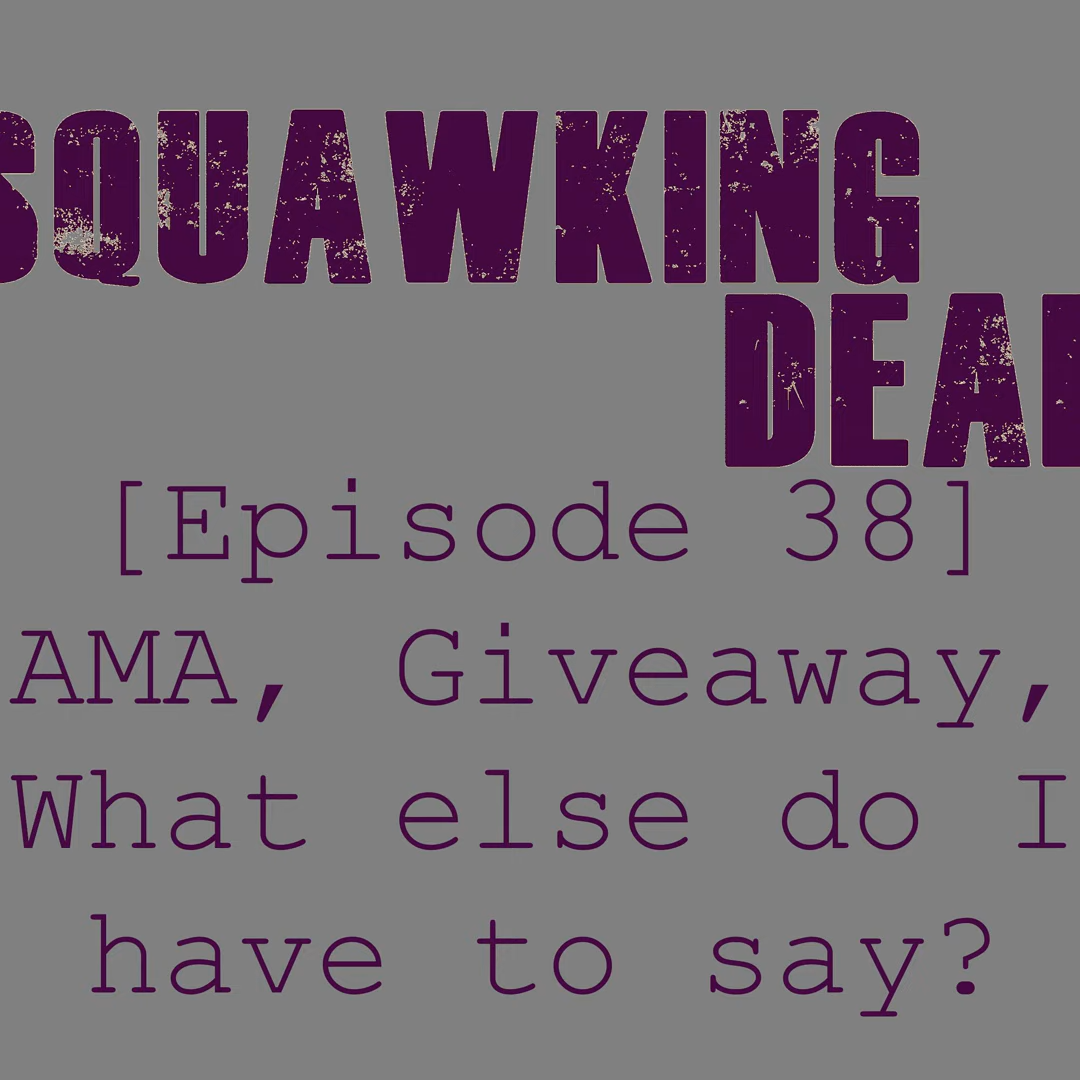 SQUAWKING
DEA
[Episode 38]
AMA, Giveaway,
What else do I
have to say?